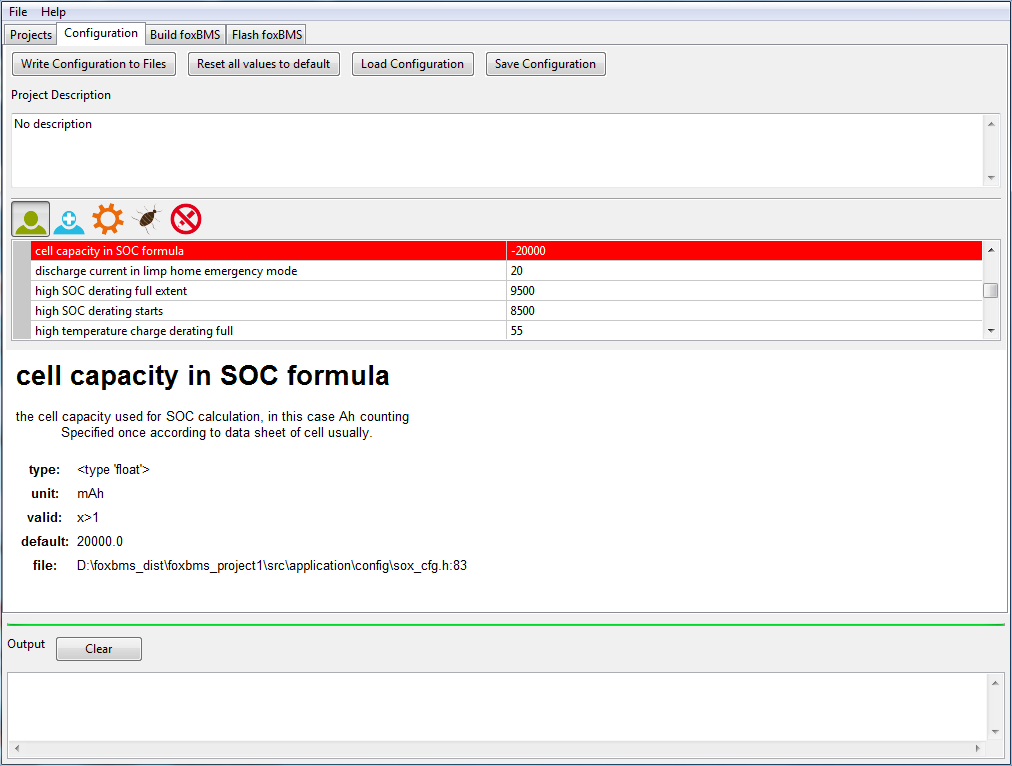 File Help
Projects Configuration Build foxBMS Flash foxBMS
Write Configuration to Files Reset all values to default Load Configuration Save Configuration
Project Description
No description
cell capacity in SOC formula -20000
discharge current in limp home emergency mode 20
high SOC derating full extent 9500
high SOC derating starts 8500
high temperature charge derating full 55
cell capacity in SOC formula
the cell capacity used for SOC calculation, in this case Ah counting
Specified once according to data sheet of cell usually.
type: <type 'float'>
unit: mAh
valid: x>1
default: 20000.0
file: D:\foxbms_dist\foxbms_project1\src\application\config\sox_cfg.h:83
Output Clear